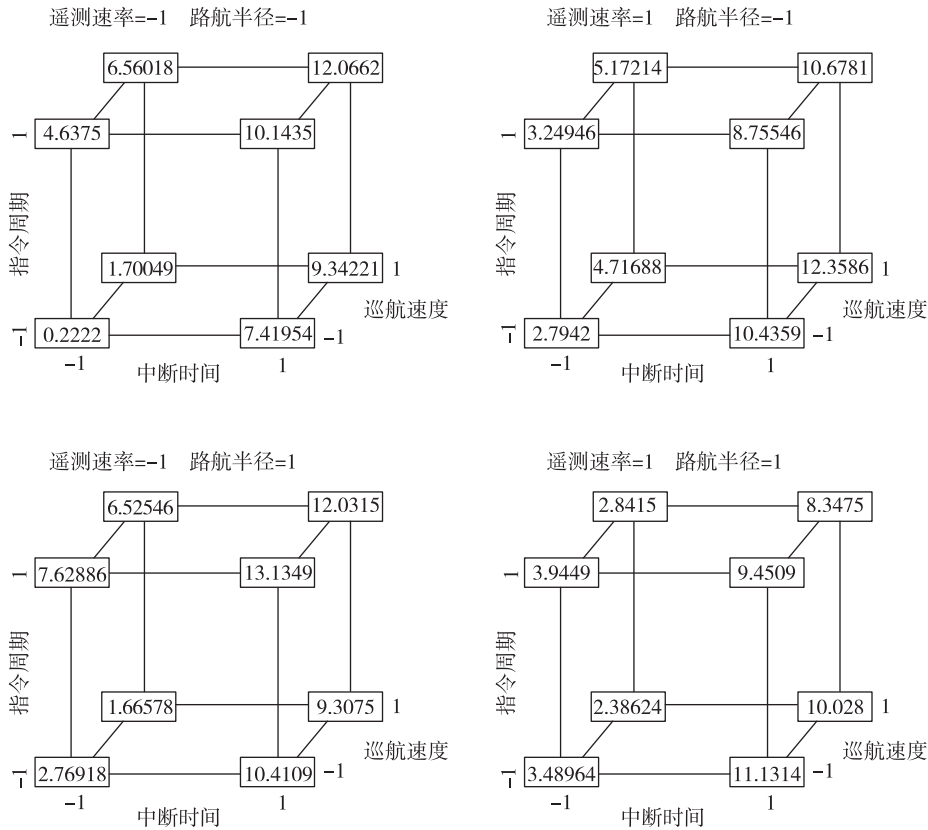 遥测速率=-1 路航半径=-1
6.56018 12.0662
1 4.6375 10.1435
指令周期
1.70049 9.34221 1
巡航速度
-1 0.2222 7.41954 -1
-1 1
中断时间
遥测速率=1 路航半径=-1
5.17214 10.6781
1 3.24946 8.75546
指令周期
4.71688 12.3586 1
巡航速度
-1 2.7942 10.4359 -1
-1 1
中断时间
遥测速率=-1 路航半径=1
6.52546 12.0315
1 7.62886 13.1349
指令周期
1.66578 9.3075 1
巡航速度
-1 2.76918 10.4109 -1
-1 1
中断时间
遥测速率=1 路航半径=1
2.8415 8.3475
1 3.9449 9.4509
指令周期
2.38624 10.028 1
巡航速度
-1 3.48964 11.1314 -1
-1 1
中断时间